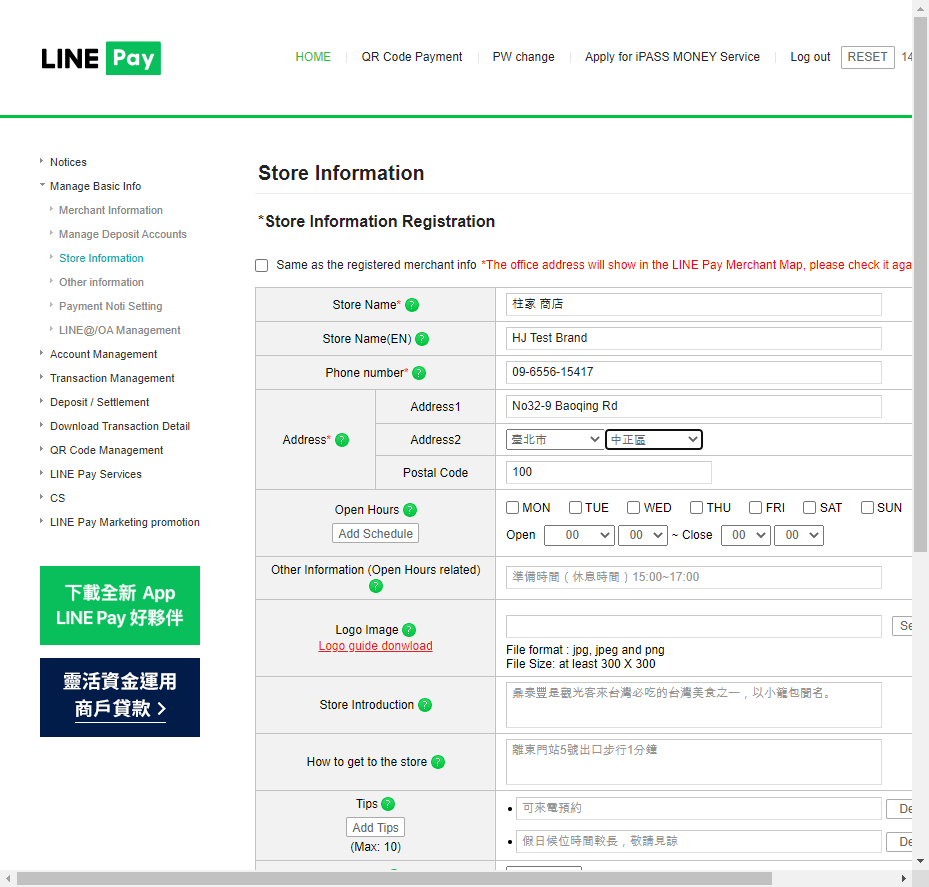 LINE Pay
HOME
QR Code Payment
PW change
Apply for iPASS MONEY Service
Log out
RESET
14
Notices
Manage Basic Info
Merchant Information
Manage Deposit Accounts
Store Information
Other information
Payment Noti Setting
LINE@/OA Management
Account Management
Transaction Management
Deposit / Settlement
Download Transaction Detail
QR Code Management
LINE Pay Services
CS
LINE Pay Marketing promotion
下載全新 App
LINE Pay 好夥伴
靈活資金運用
商戶貸款 >
Store Information
*Store Information Registration
Same as the registered merchant info *The office address will show in the LINE Pay Merchant Map, please check it aga
Store Name* ?
柱家 商店
Store Name(EN) ?
HJ Test Brand
Phone number* ?
09-6556-15417
Address* ?
Address1
No32-9 Baoqing Rd
Address2
臺北市
中正區
Postal Code
100
Open Hours ?
Add Schedule
MON TUE WED THU FRI SAT SUN
Open 00 00 ~ Close 00 00
Other Information (Open Hours related)
?
準備時間（休息時間）15:00~17:00
Logo Image ?
Logo guide donwload
Se
File format : jpg, jpeg and png
File Size: at least 300 X 300
Store Introduction ?
鼎泰豐是觀光客來台灣必吃的台灣美食之一，以小籠包聞名。
How to get to the store ?
離東門站5號出口步行1分鐘
Tips ?
Add Tips
(Max: 10)
可來電預約
De
假日候位時間較長，敬請見諒
De